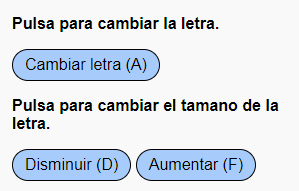 Pulsa para cambiar la letra.
Cambiar letra (A)
Pulsa para cambiar el tamano de la
letra.
Disminuir (D) Aumentar (F)